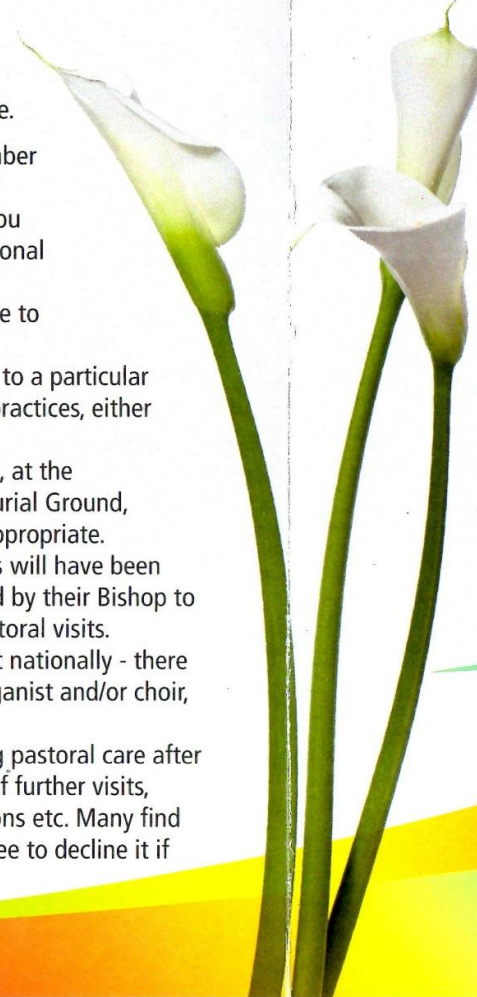 e.
ber
ou
onal
e to
to a particular
ractices, either
, at the
urial Ground,
ppropriate.
s will have been
d by their Bishop to
toral visits.
t nationally - there
ganist and/or choir,
g pastoral care after
f further visits,
ons etc. Many find
ee to decline it if